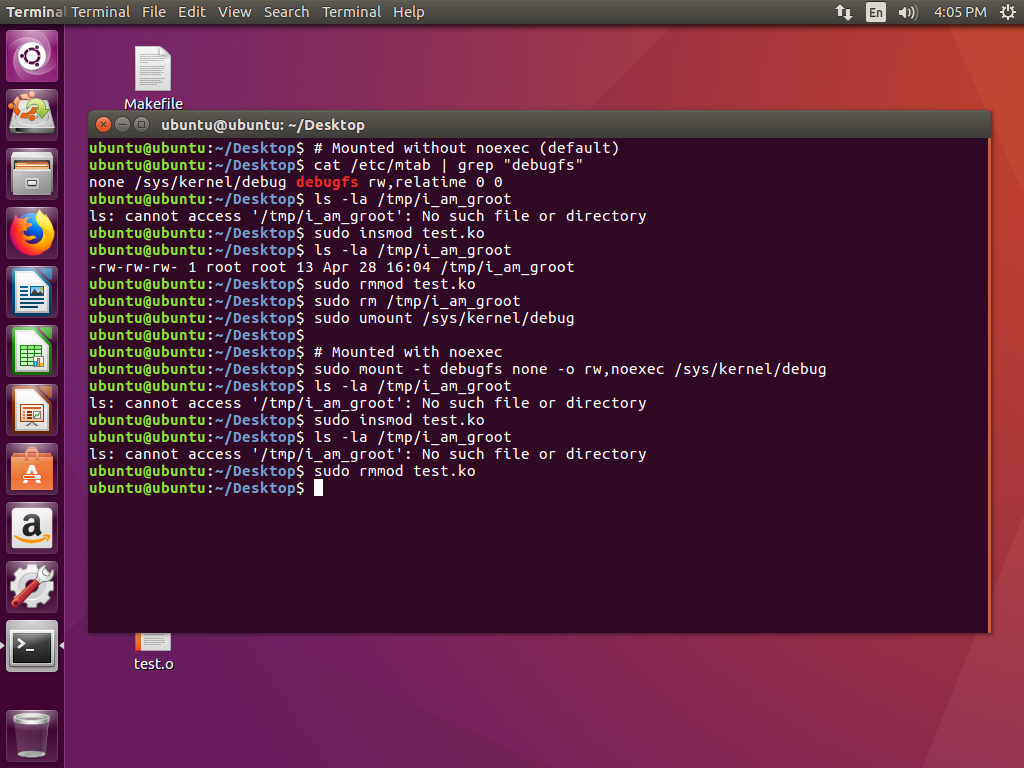 Terminal Terminal File Edit View Search Terminal Help En 4:05 PM
Makefile
ubuntu@ubuntu: ~/Desktop
ubuntu@ubuntu:~/Desktop$ # Mounted without noexec (default)
ubuntu@ubuntu:~/Desktop$ cat /etc/mtab | grep "debugfs"
none /sys/kernel/debug debugfs rw,relatime 0 0
ubuntu@ubuntu:~/Desktop$ ls -la /tmp/i_am_groot
ls: cannot access '/tmp/i_am_groot': No such file or directory
ubuntu@ubuntu:~/Desktop$ sudo insmod test.ko
ubuntu@ubuntu:~/Desktop$ ls -la /tmp/i_am_groot
-rw-rw-rw- 1 root root 13 Apr 28 16:04 /tmp/i_am_groot
ubuntu@ubuntu:~/Desktop$ sudo rmmod test.ko
ubuntu@ubuntu:~/Desktop$ sudo rm /tmp/i_am_groot
ubuntu@ubuntu:~/Desktop$ sudo umount /sys/kernel/debug
ubuntu@ubuntu:~/Desktop$
ubuntu@ubuntu:~/Desktop$ # Mounted with noexec
ubuntu@ubuntu:~/Desktop$ sudo mount -t debugfs none -o rw,noexec /sys/kernel/debug
ubuntu@ubuntu:~/Desktop$ ls -la /tmp/i_am_groot
ls: cannot access '/tmp/i_am_groot': No such file or directory
ubuntu@ubuntu:~/Desktop$ sudo insmod test.ko
ubuntu@ubuntu:~/Desktop$ ls -la /tmp/i_am_groot
ls: cannot access '/tmp/i_am_groot': No such file or directory
ubuntu@ubuntu:~/Desktop$ sudo rmmod test.ko
ubuntu@ubuntu:~/Desktop$
test.o